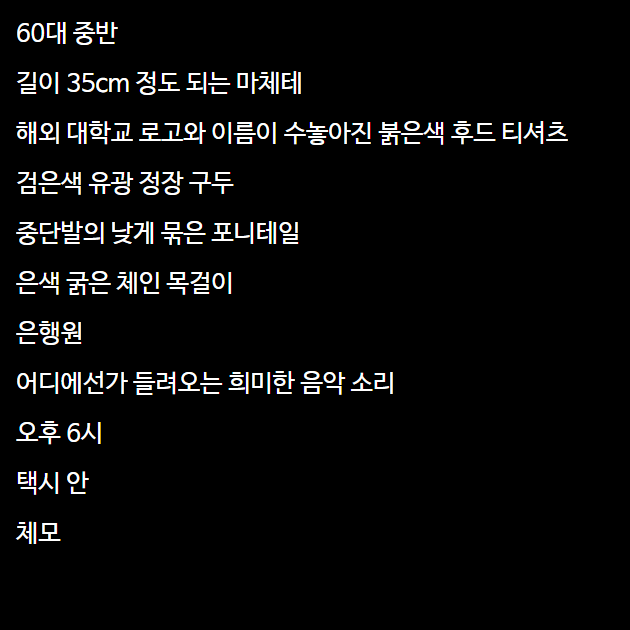 60대 중반
길이 35cm 정도 되는 마체테
해외 대학교 로고와 이름이 수놓아진 붉은색 후드 티셔츠
검은색 유광 정장 구두
중단발의 낮게 묶은 포니테일
은색 굵은 체인 목걸이
은행원
어디에선가 들려오는 희미한 음악 소리
오후 6시
택시 안
체모